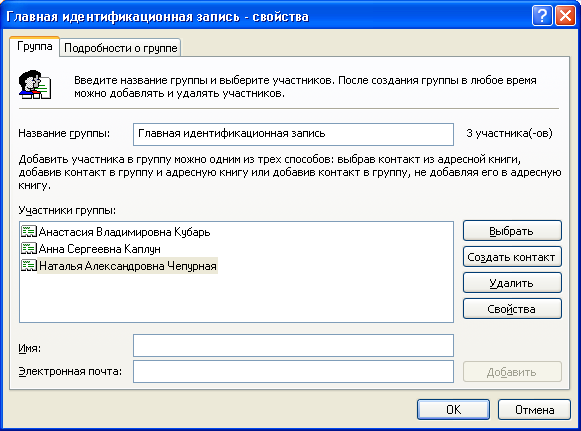 Главная идентификационная запись - свойства
Группа
Подробности о группе
Введите название группы и выберите участников. После создания группы в любое время
можно добавлять и удалять участников.
Название группы:
Главная идентификационная запись
3 участника(-ов)
Добавить участника в группу можно одним из трех способов: выбрав контакт из адресной книги,
добавив контакт в группу и адресную книгу или добавив контакт в группу, не добавляя его в адресную
книгу.
Участники группы:
Анастасия Владимировна Кубарь
Анна Сергеевна Каплун
Наталья Александровна Чепурная
Выбрать
Создать контакт
Удалить
Свойства
Имя:
Электронная почта:
Добавить
ОК
Отмена